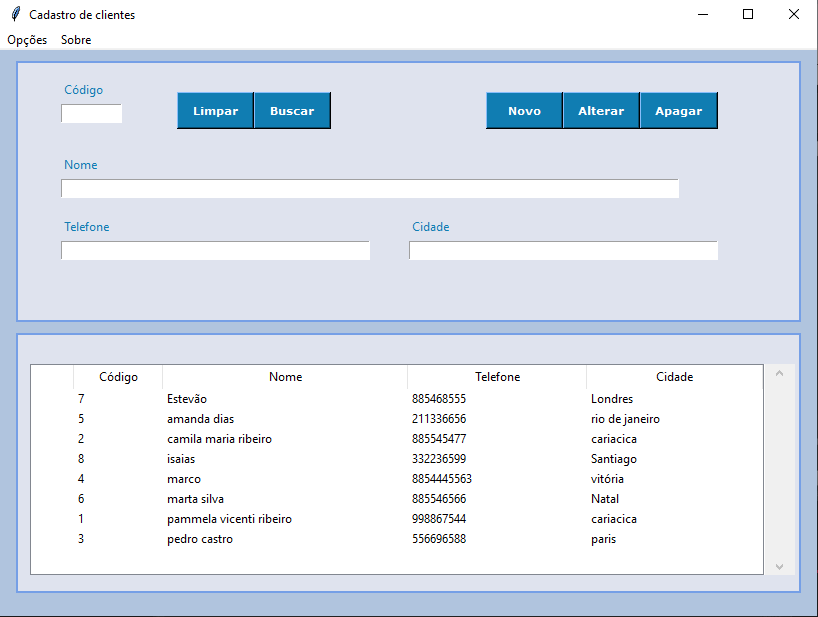 Cadastro de clientes
Opções Sobre
Código
Limpar Buscar Novo Alterar Apagar
Nome
Telefone Cidade
Código Nome Telefone Cidade
7 Estevão 885468555 Londres
5 amanda dias 211336656 rio de janeiro
2 camila maria ribeiro 885545477 cariacica
8 isaias 332236599 Santiago
4 marco 8854445563 vitória
6 marta silva 885546566 Natal
1 pammela vicenti ribeiro 998867544 cariacica
3 pedro castro 556696588 paris